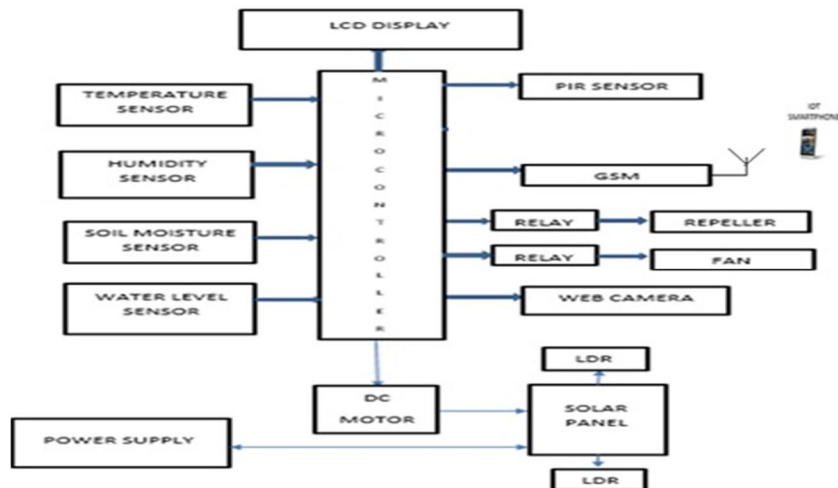 LCD DISPLAY
MICROCONTROLLER
TEMPERATURE
SENSOR
HUMIDITY
SENSOR
SOIL MOISTURE
SENSOR
WATER LEVEL
SENSOR
PIR SENSOR
IOT
SMARTPHONE
GSM
RELAY
REPELLER
RELAY
FAN
WEB CAMERA
LDR
DC
MOTOR
SOLAR
PANEL
POWER SUPPLY
LDR